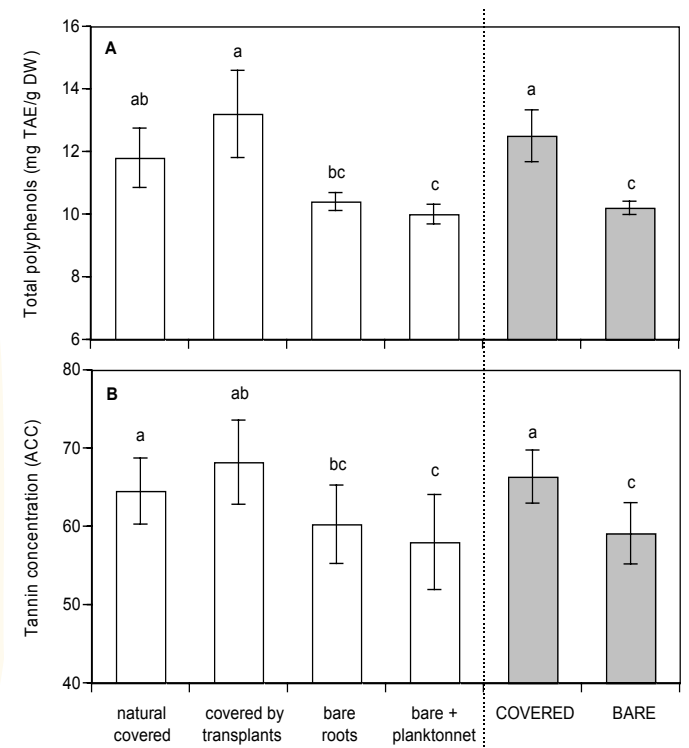 16
A
a
14
ab
a
12
bc
c
c
10
8
6
Total polyphenols (mg TAE/g DW)
80
B
ab
a
a
70
bc
c
c
60
50
40
Tannin concentration (ACC)
natural covered by bare bare + COVERED BARE
covered transplants roots planktonnet